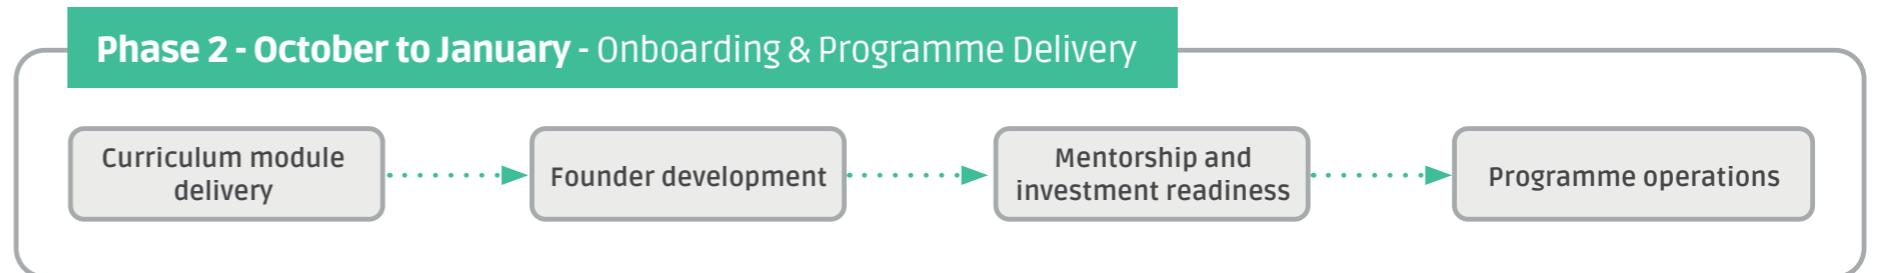 Phase 2 - October to January - Onboarding & Programme Delivery
Curriculum module
delivery
Founder development
Mentorship and
investment readiness
Programme operations